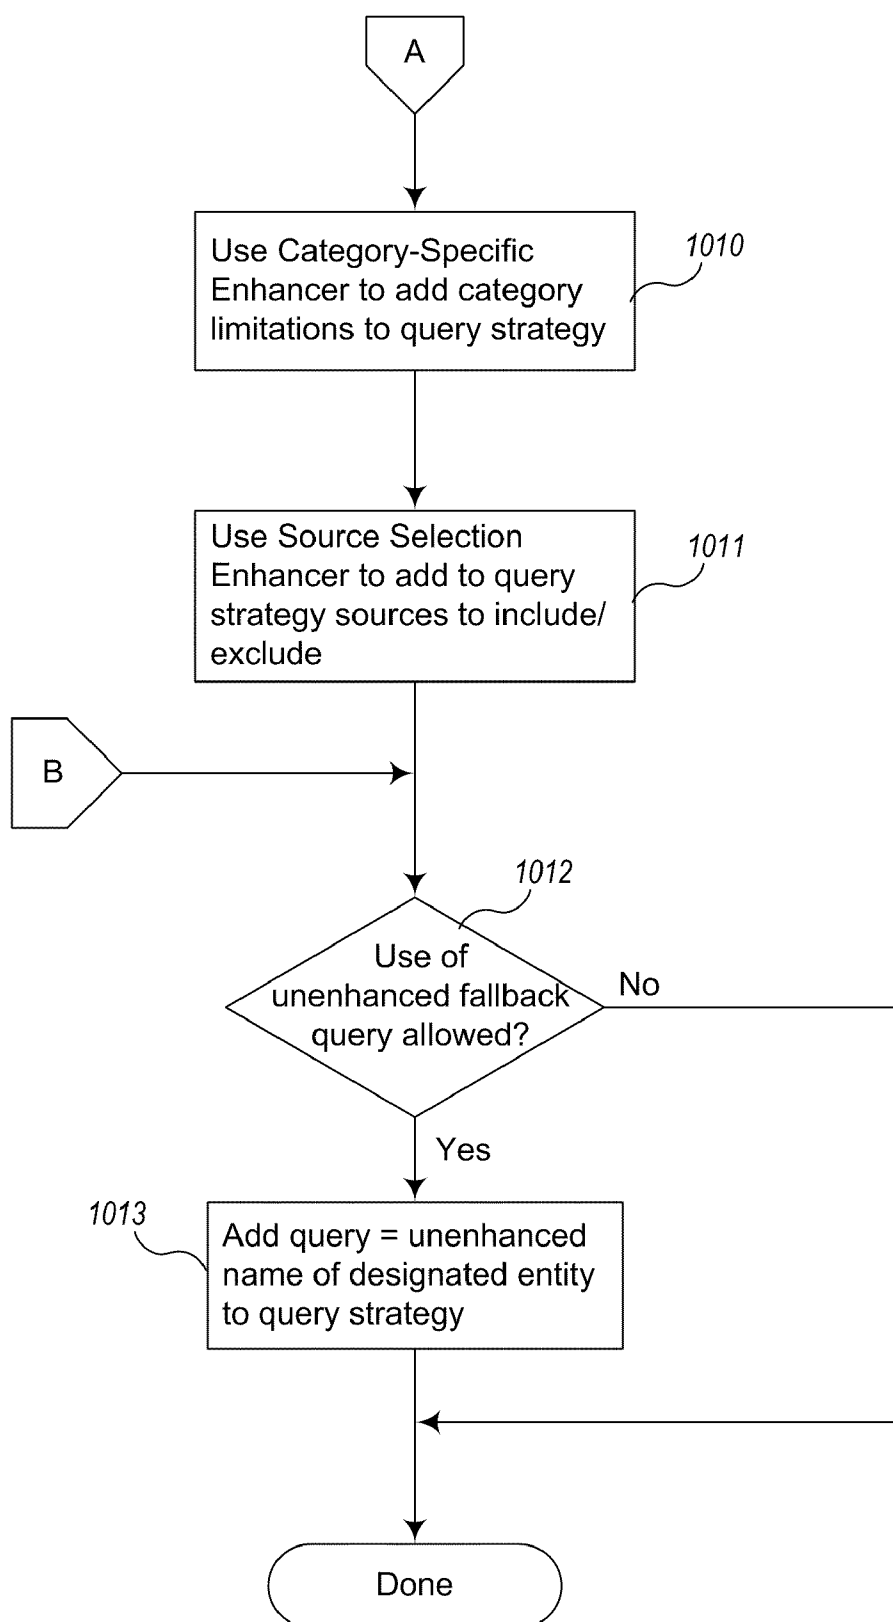 A
Use Category-Specific
Enhancer to add category
limitations to query strategy
1010
Use Source Selection
Enhancer to add to query
strategy sources to include/
exclude
1011
B
1012
Use of
unenhanced fallback
query allowed?
No
Yes
1013
Add query = unenhanced
name of designated entity
to query strategy
Done